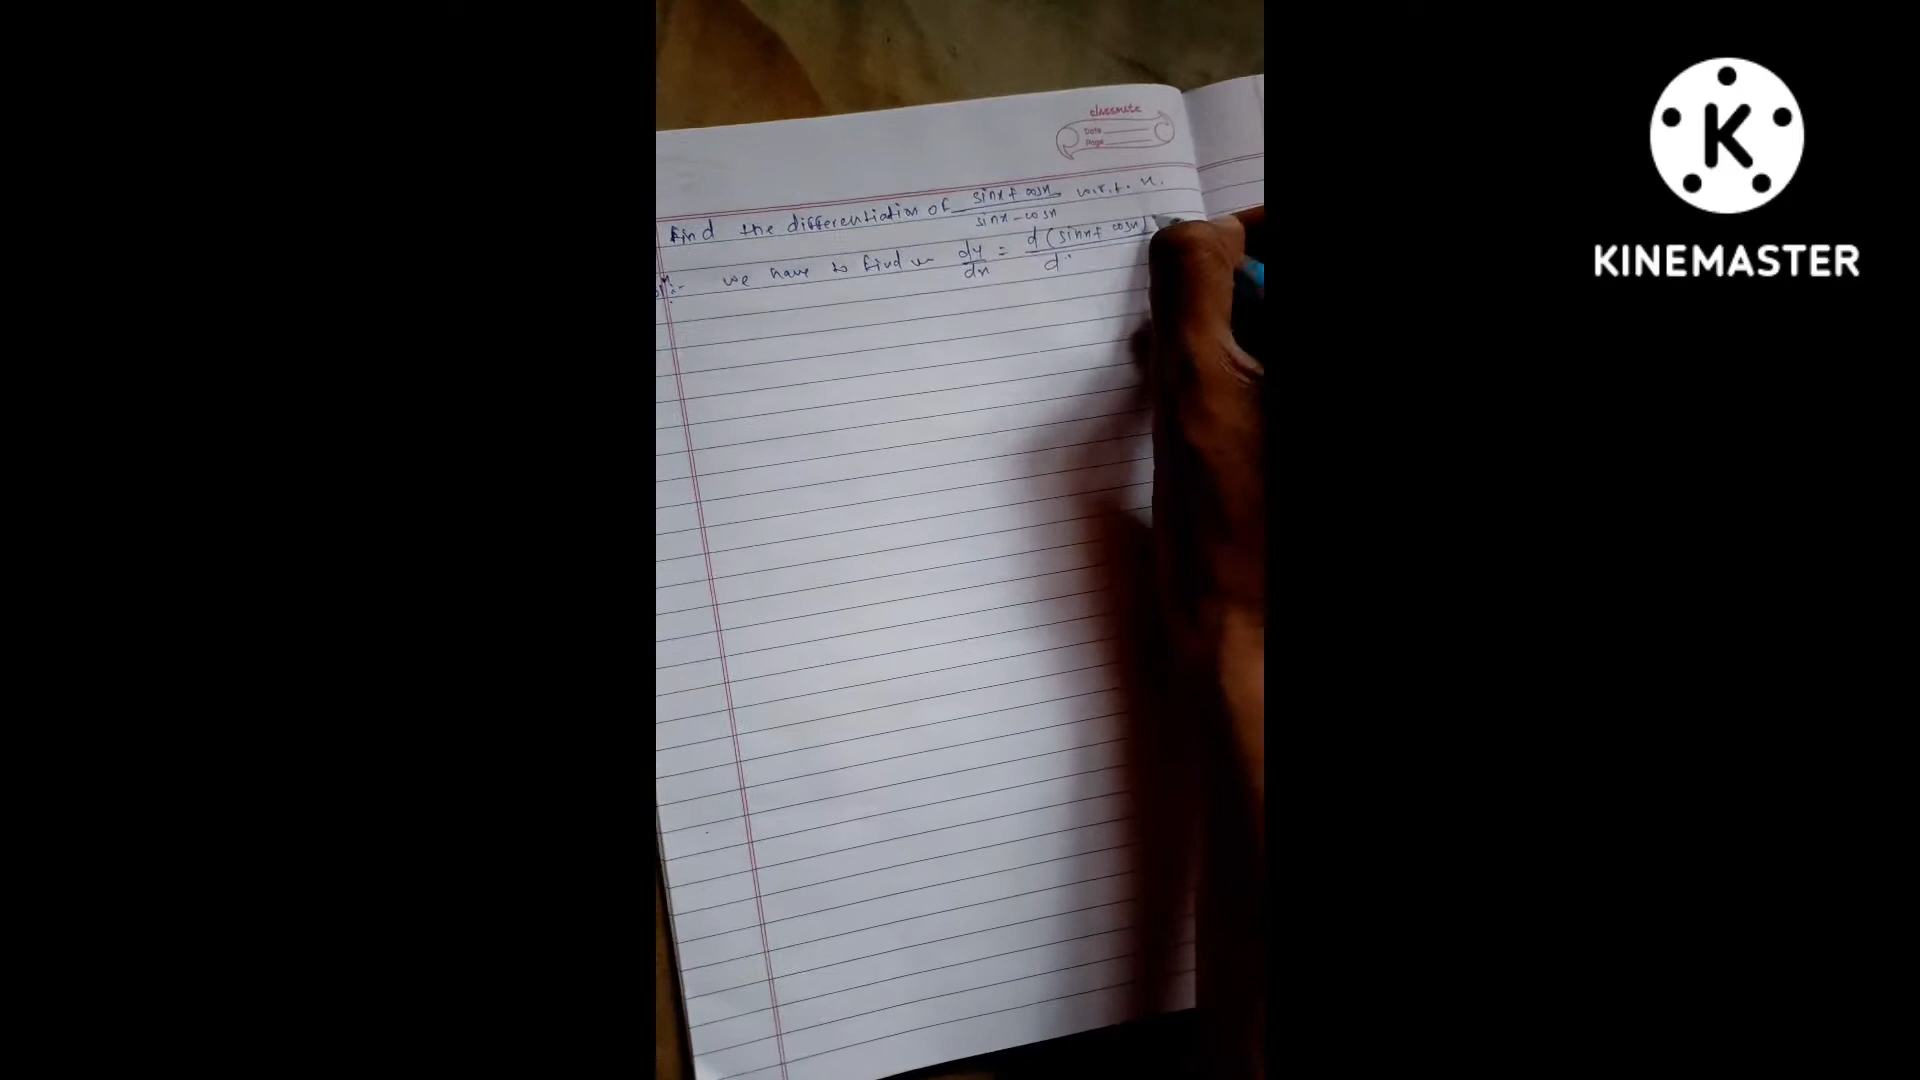 classmate
Date
Page
Find the differentiation of sinx + cosx / sinx - cosx w.r.t. x.
we have to find dy/dx = d (sinx + cosx) / d
K
KINEMASTER